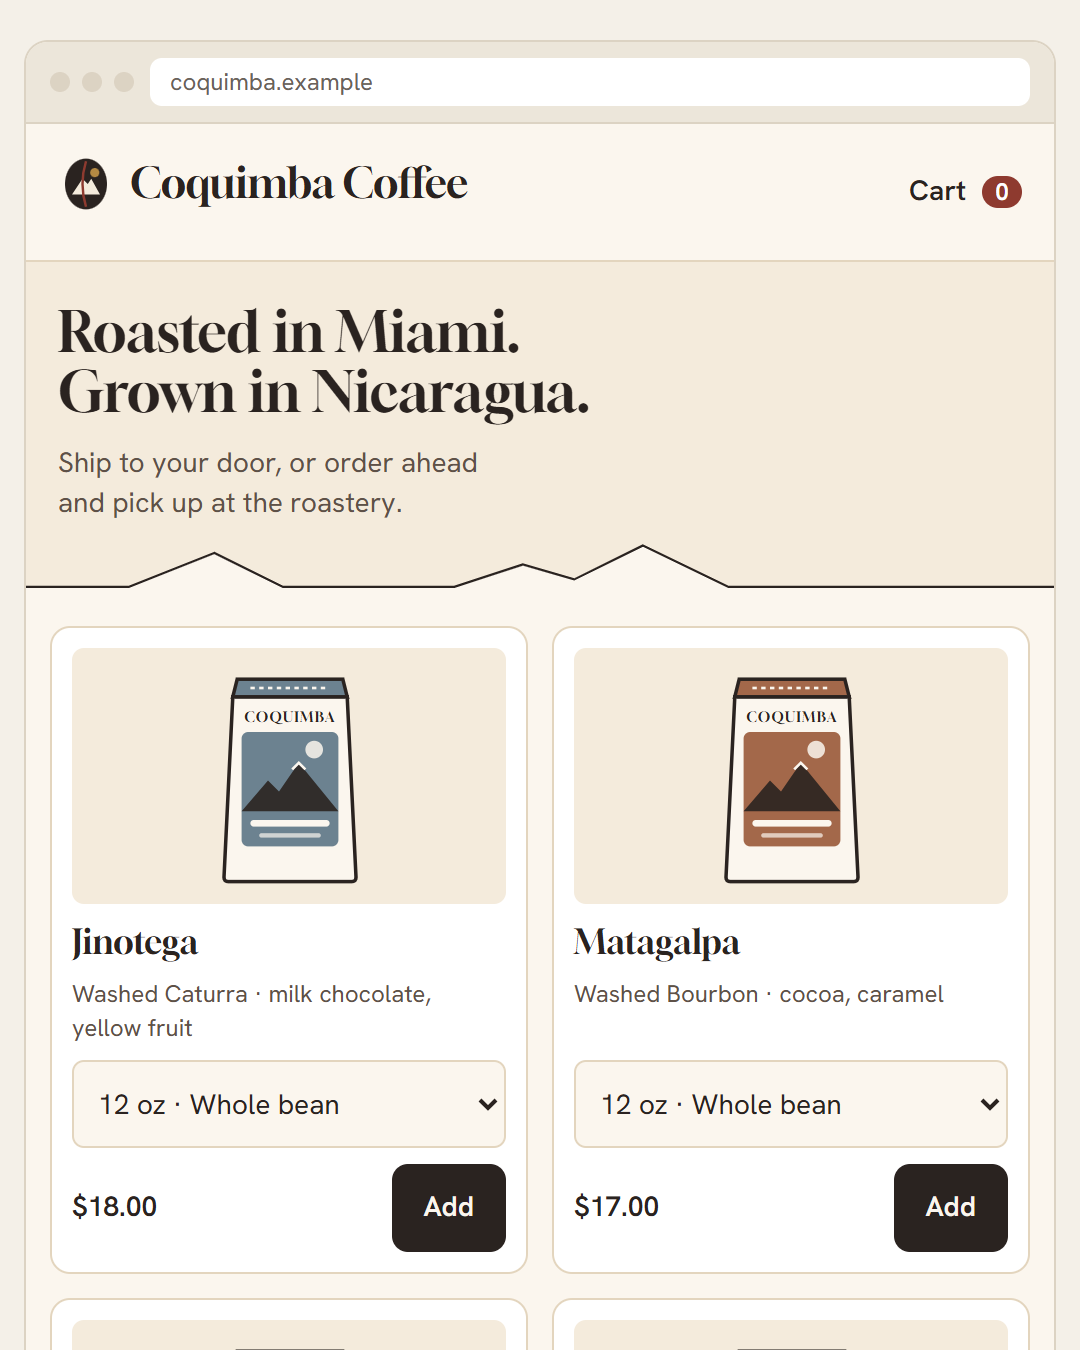 coquimba.example
Coquimba Coffee
Cart 0
Roasted in Miami.
Grown in Nicaragua.
Ship to your door, or order ahead
and pick up at the roastery.
COQUIMBA
COQUIMBA
Jinotega
Washed Caturra · milk chocolate,
yellow fruit
12 oz · Whole bean
$18.00
Add
Matagalpa
Washed Bourbon · cocoa, caramel
12 oz · Whole bean
$17.00
Add